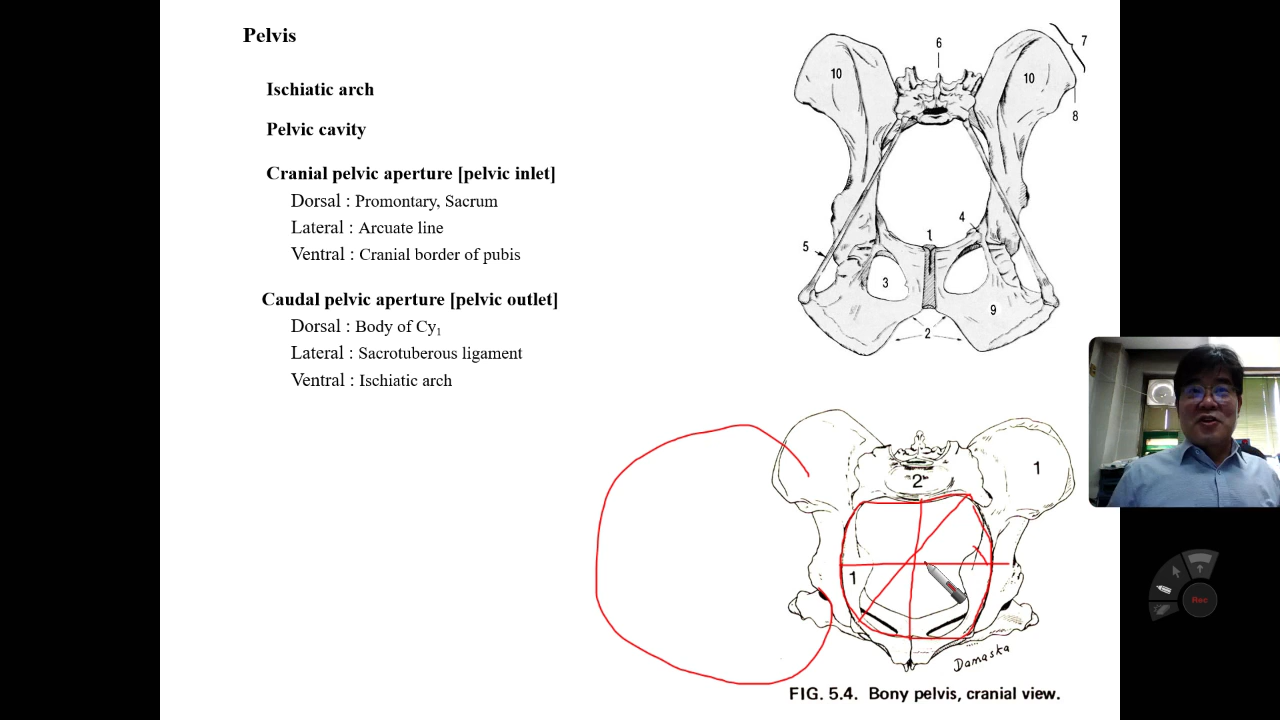 Pelvis
Ischiatic arch
Pelvic cavity
Cranial pelvic aperture [pelvic inlet]
Dorsal : Promontary, Sacrum
Lateral : Arcuate line
Ventral : Cranial border of pubis
Caudal pelvic aperture [pelvic outlet]
Dorsal : Body of Cy₁
Lateral : Sacrotuberous ligament
Ventral : Ischiatic arch
6
7
10
10
8
4
1
5
3
9
2
1
2
1
Damaska
FIG. 5.4. Bony pelvis, cranial view.
Rec